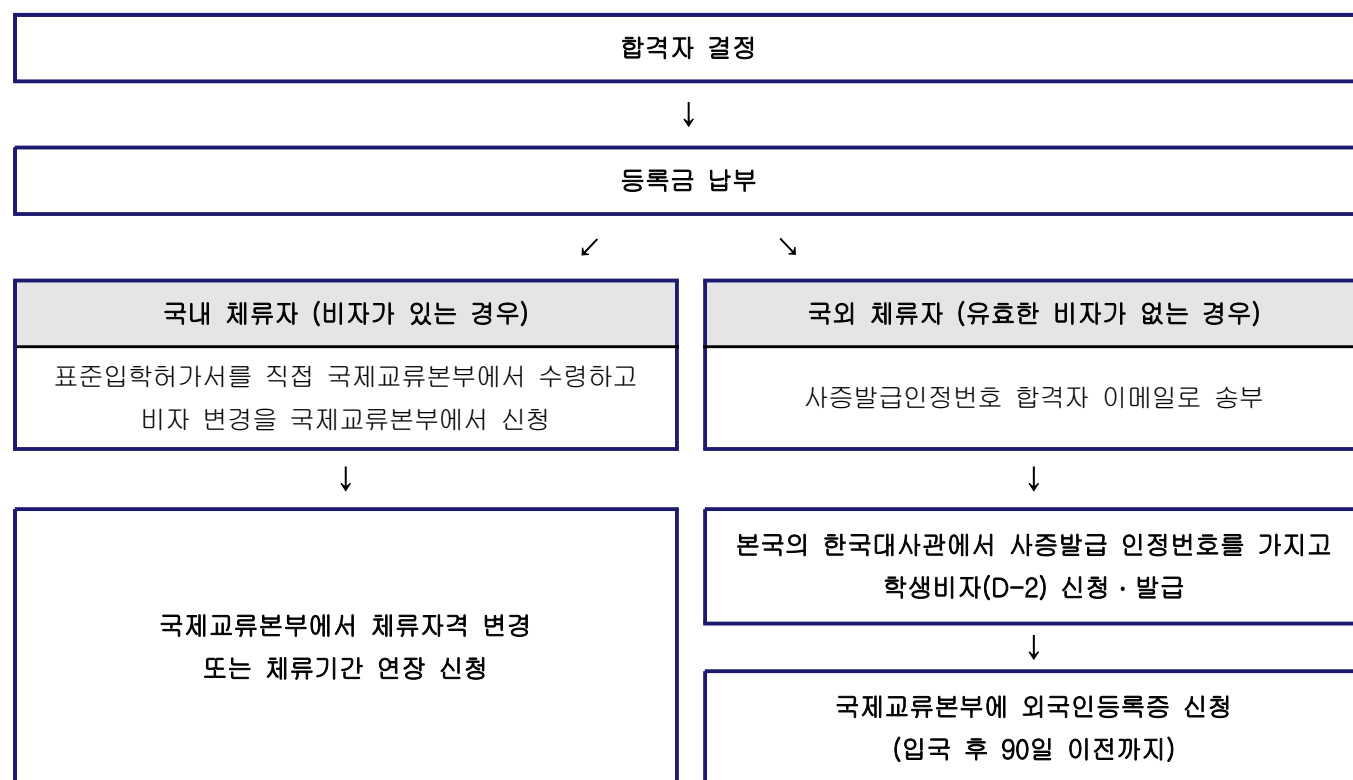 합격자 결정
↓
등록금 납부
↙ ↘
국내 체류자 (비자가 있는 경우)
표준입학허가서를 직접 국제교류본부에서 수령하고
비자 변경을 국제교류본부에서 신청
↓
국제교류본부에서 체류자격 변경
또는 체류기간 연장 신청
국외 체류자 (유효한 비자가 없는 경우)
사증발급인정번호 합격자 이메일로 송부
↓
본국의 한국대사관에서 사증발급 인정번호를 가지고
학생비자(D-2) 신청·발급
↓
국제교류본부에 외국인등록증 신청
(입국 후 90일 이전까지)